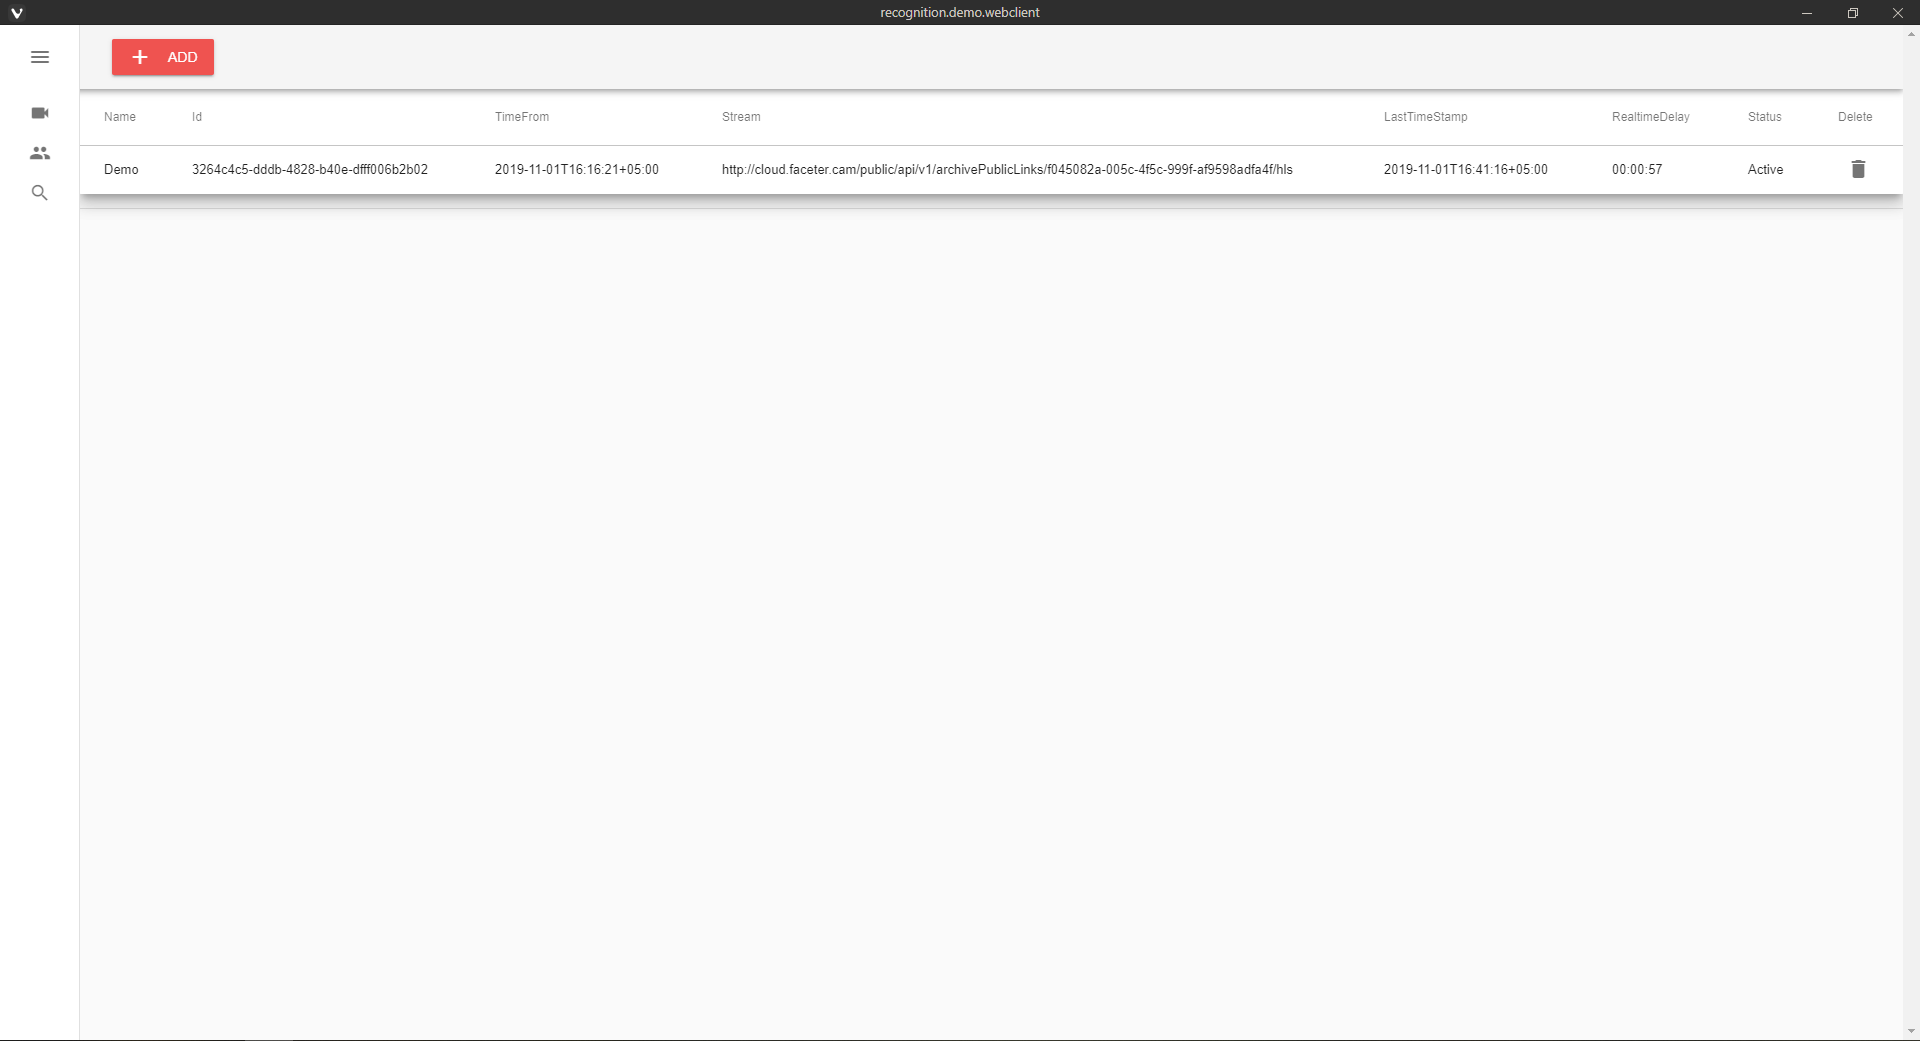 recognition.demo.webclient
ADD
Name Id TimeFrom Stream LastTimeStamp RealtimeDelay Status Delete
Demo 3264c4c5-dddb-4828-b40e-dfff006b2b02 2019-11-01T16:16:21+05:00 http://cloud.faceter.cam/public/api/v1/archivePublicLinks/f045082a-005c-4f5c-999f-af9598adfa4f/hls 2019-11-01T16:41:16+05:00 00:00:57 Active